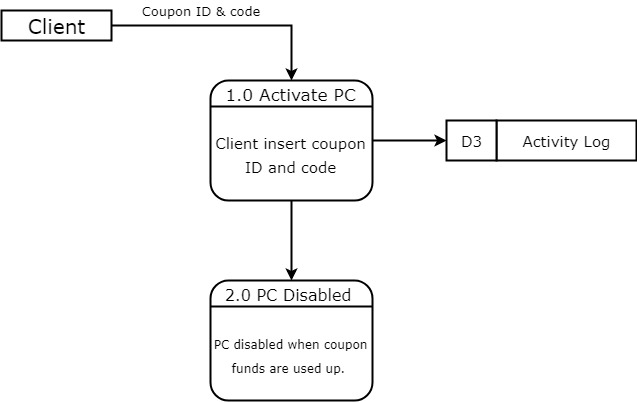 Coupon ID & code
Client
1.0 Activate PC
Client insert coupon
ID and code
D3
Activity Log
2.0 PC Disabled
PC disabled when coupon
funds are used up.